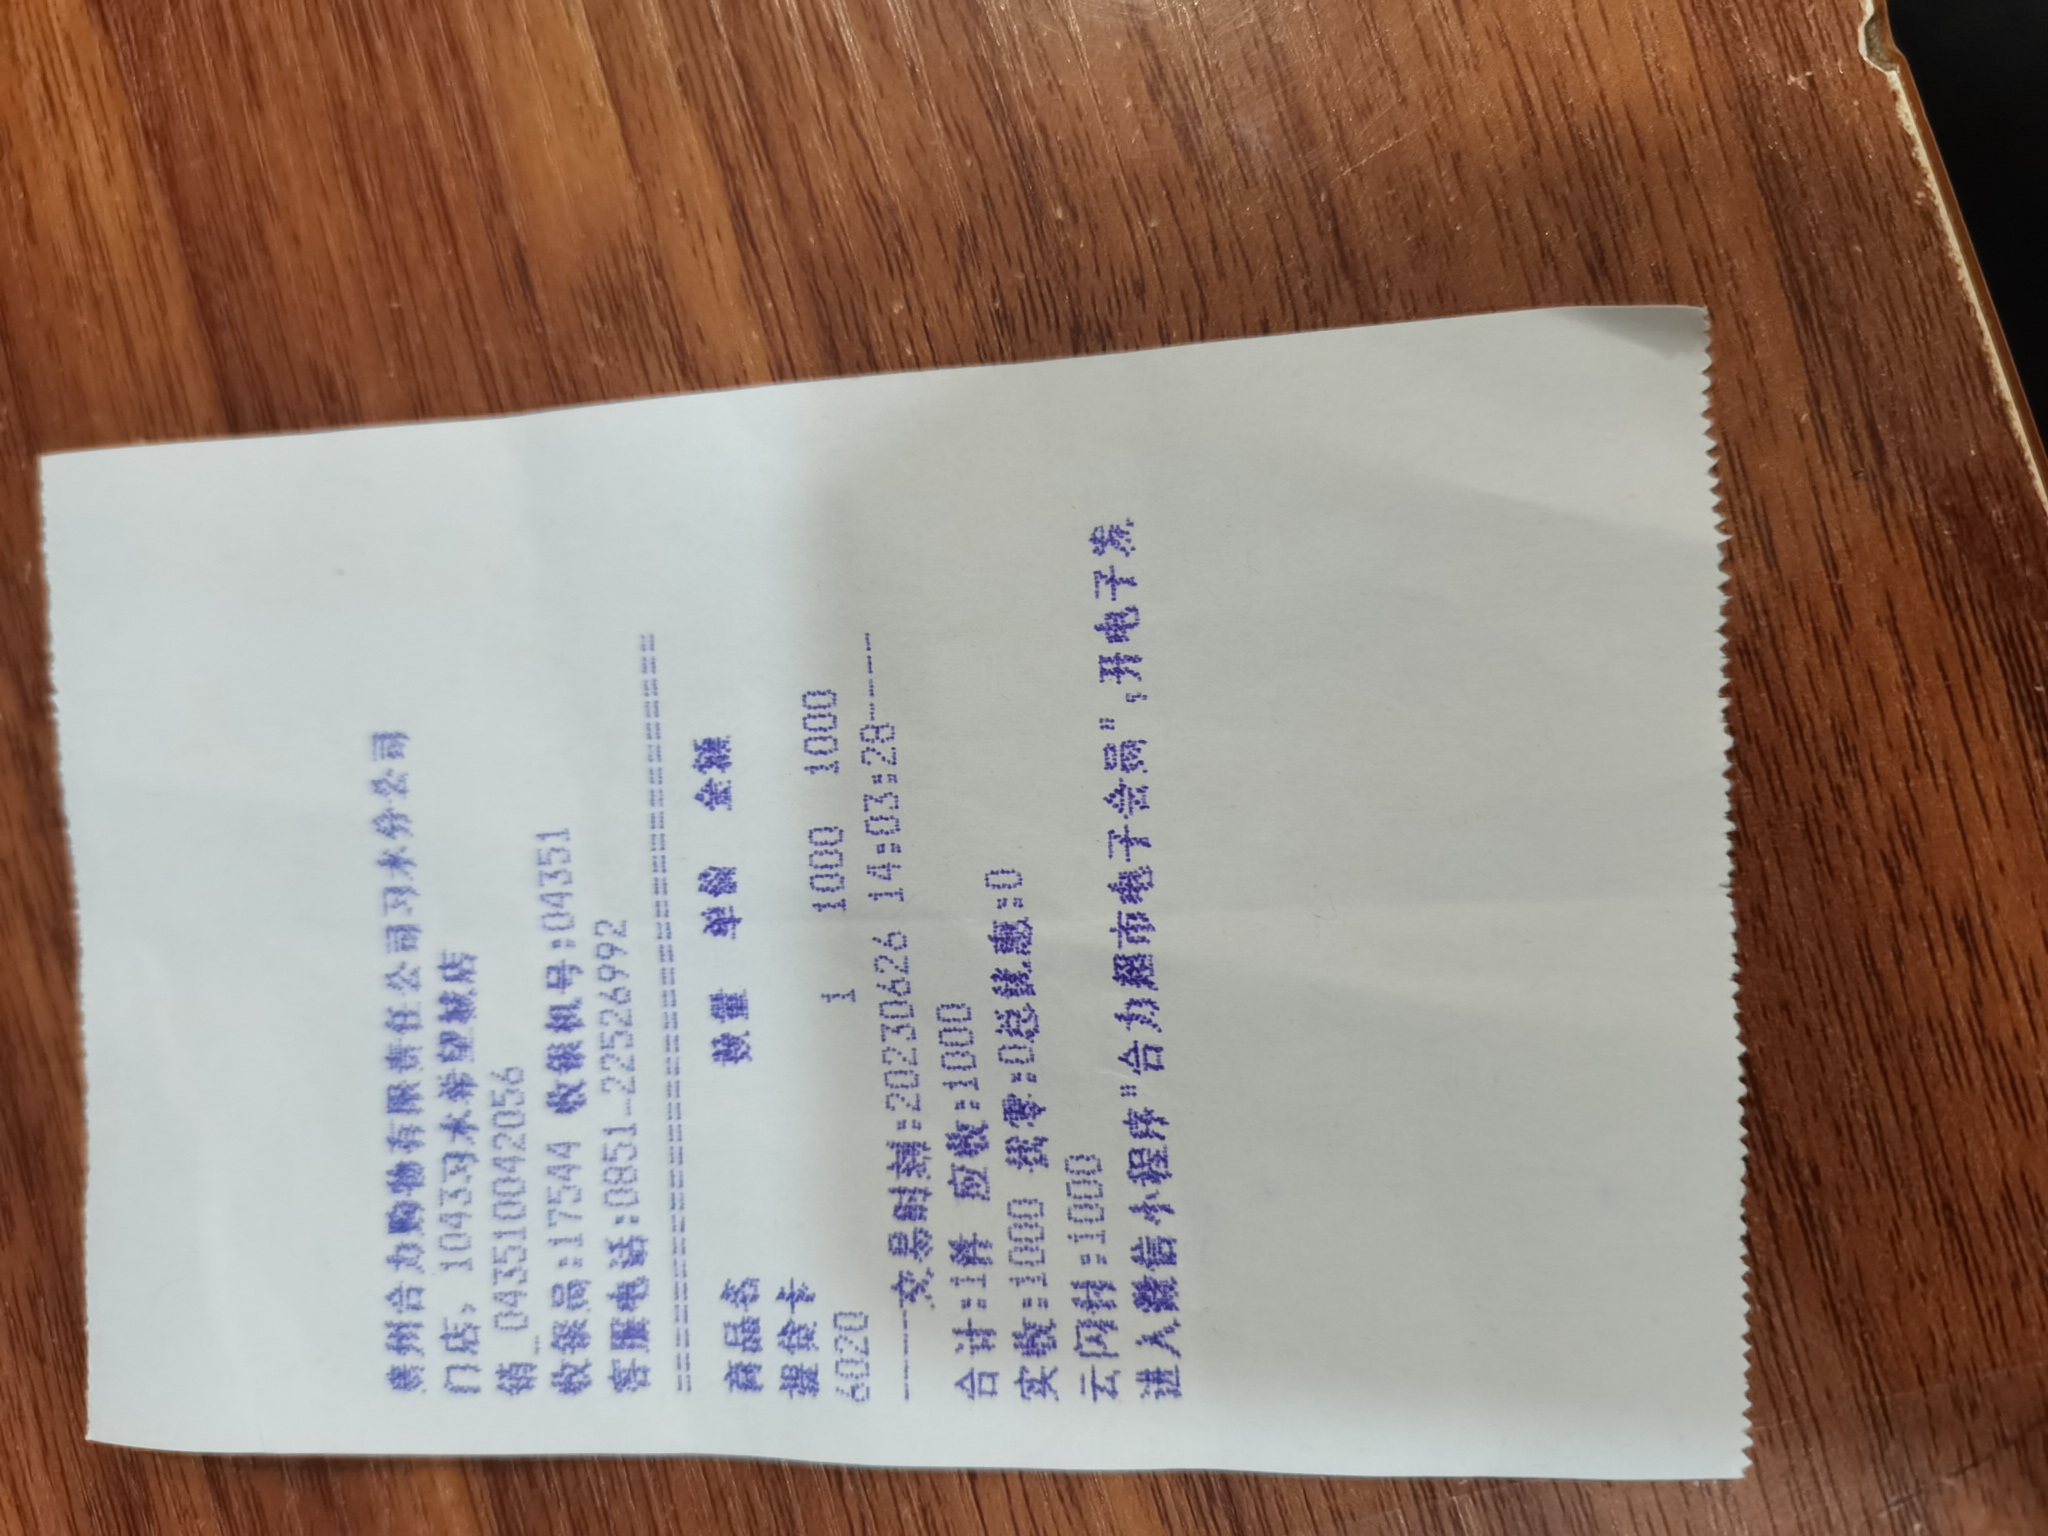 贵州合力购物有限责任公司习水分公司
门店, 1043习水希望城店
销_ 04351004​2056
收银员:17544 收银机号:04351
客服电话:0851-22526992
==========================================
商品名 数量 单价 金额
提货卡
6020 1 1000 1000
-----交易时刻:20230626 14:03:28-----
合计:1件 应收:1000
实收:1000 找零:0总优惠:0
云闪付:1000
进入微信小程序"合力超市电子会员",开电子发